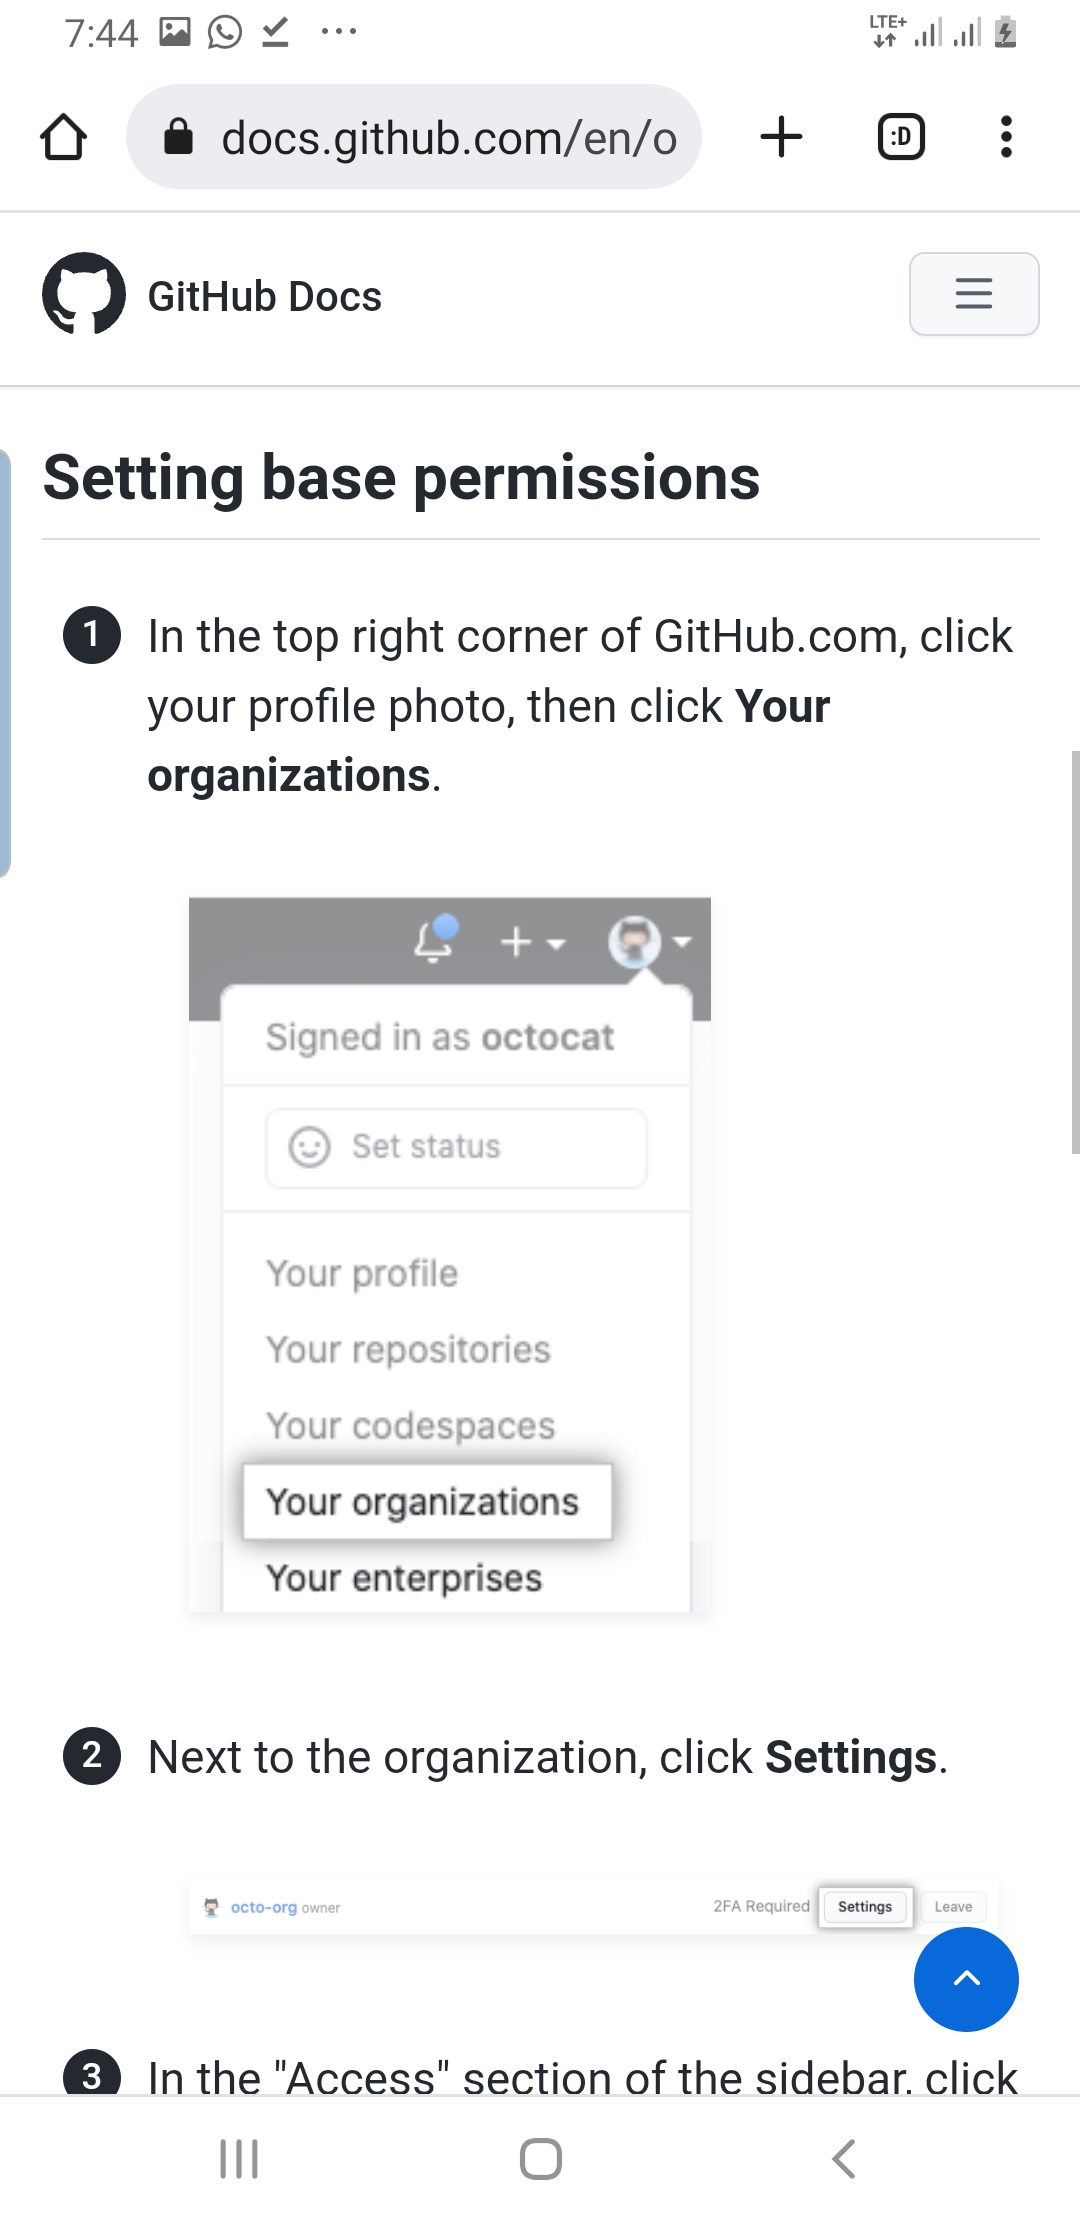 7:44
LTE+
docs.github.com/en/o
:D
GitHub Docs
Setting base permissions
1 In the top right corner of GitHub.com, click
your profile photo, then click Your
organizations.
Signed in as octocat
Set status
Your profile
Your repositories
Your codespaces
Your organizations
Your enterprises
2 Next to the organization, click Settings.
octo-org owner 2FA Required Settings Leave
3 In the "Access" section of the sidebar, click